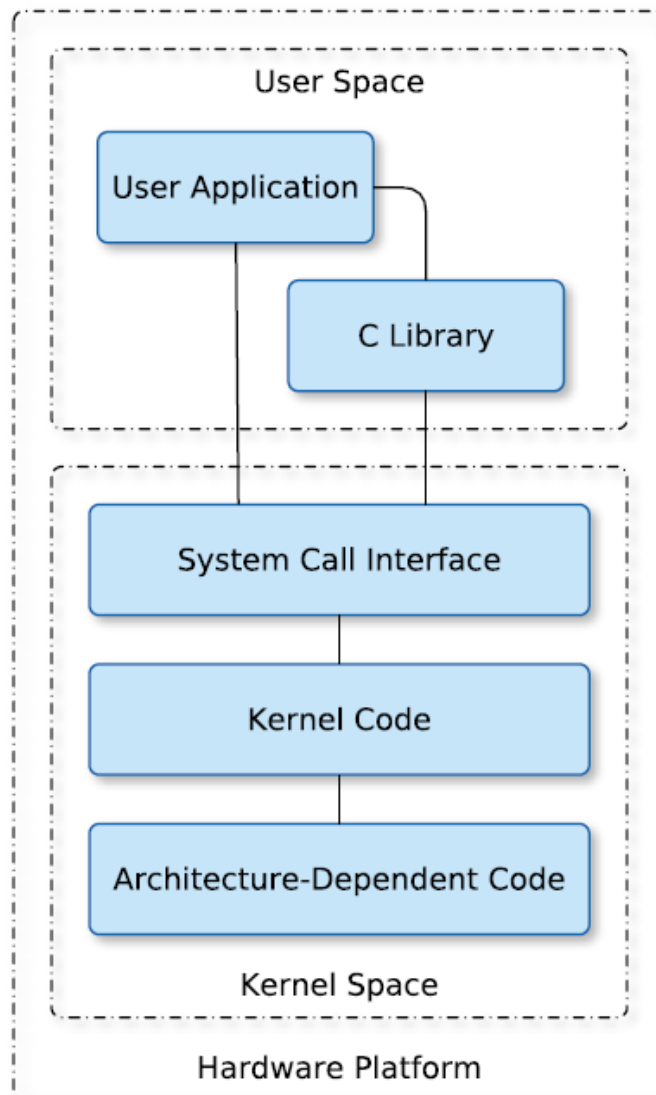 User Space
User Application
C Library
System Call Interface
Kernel Code
Architecture-Dependent Code
Kernel Space
Hardware Platform